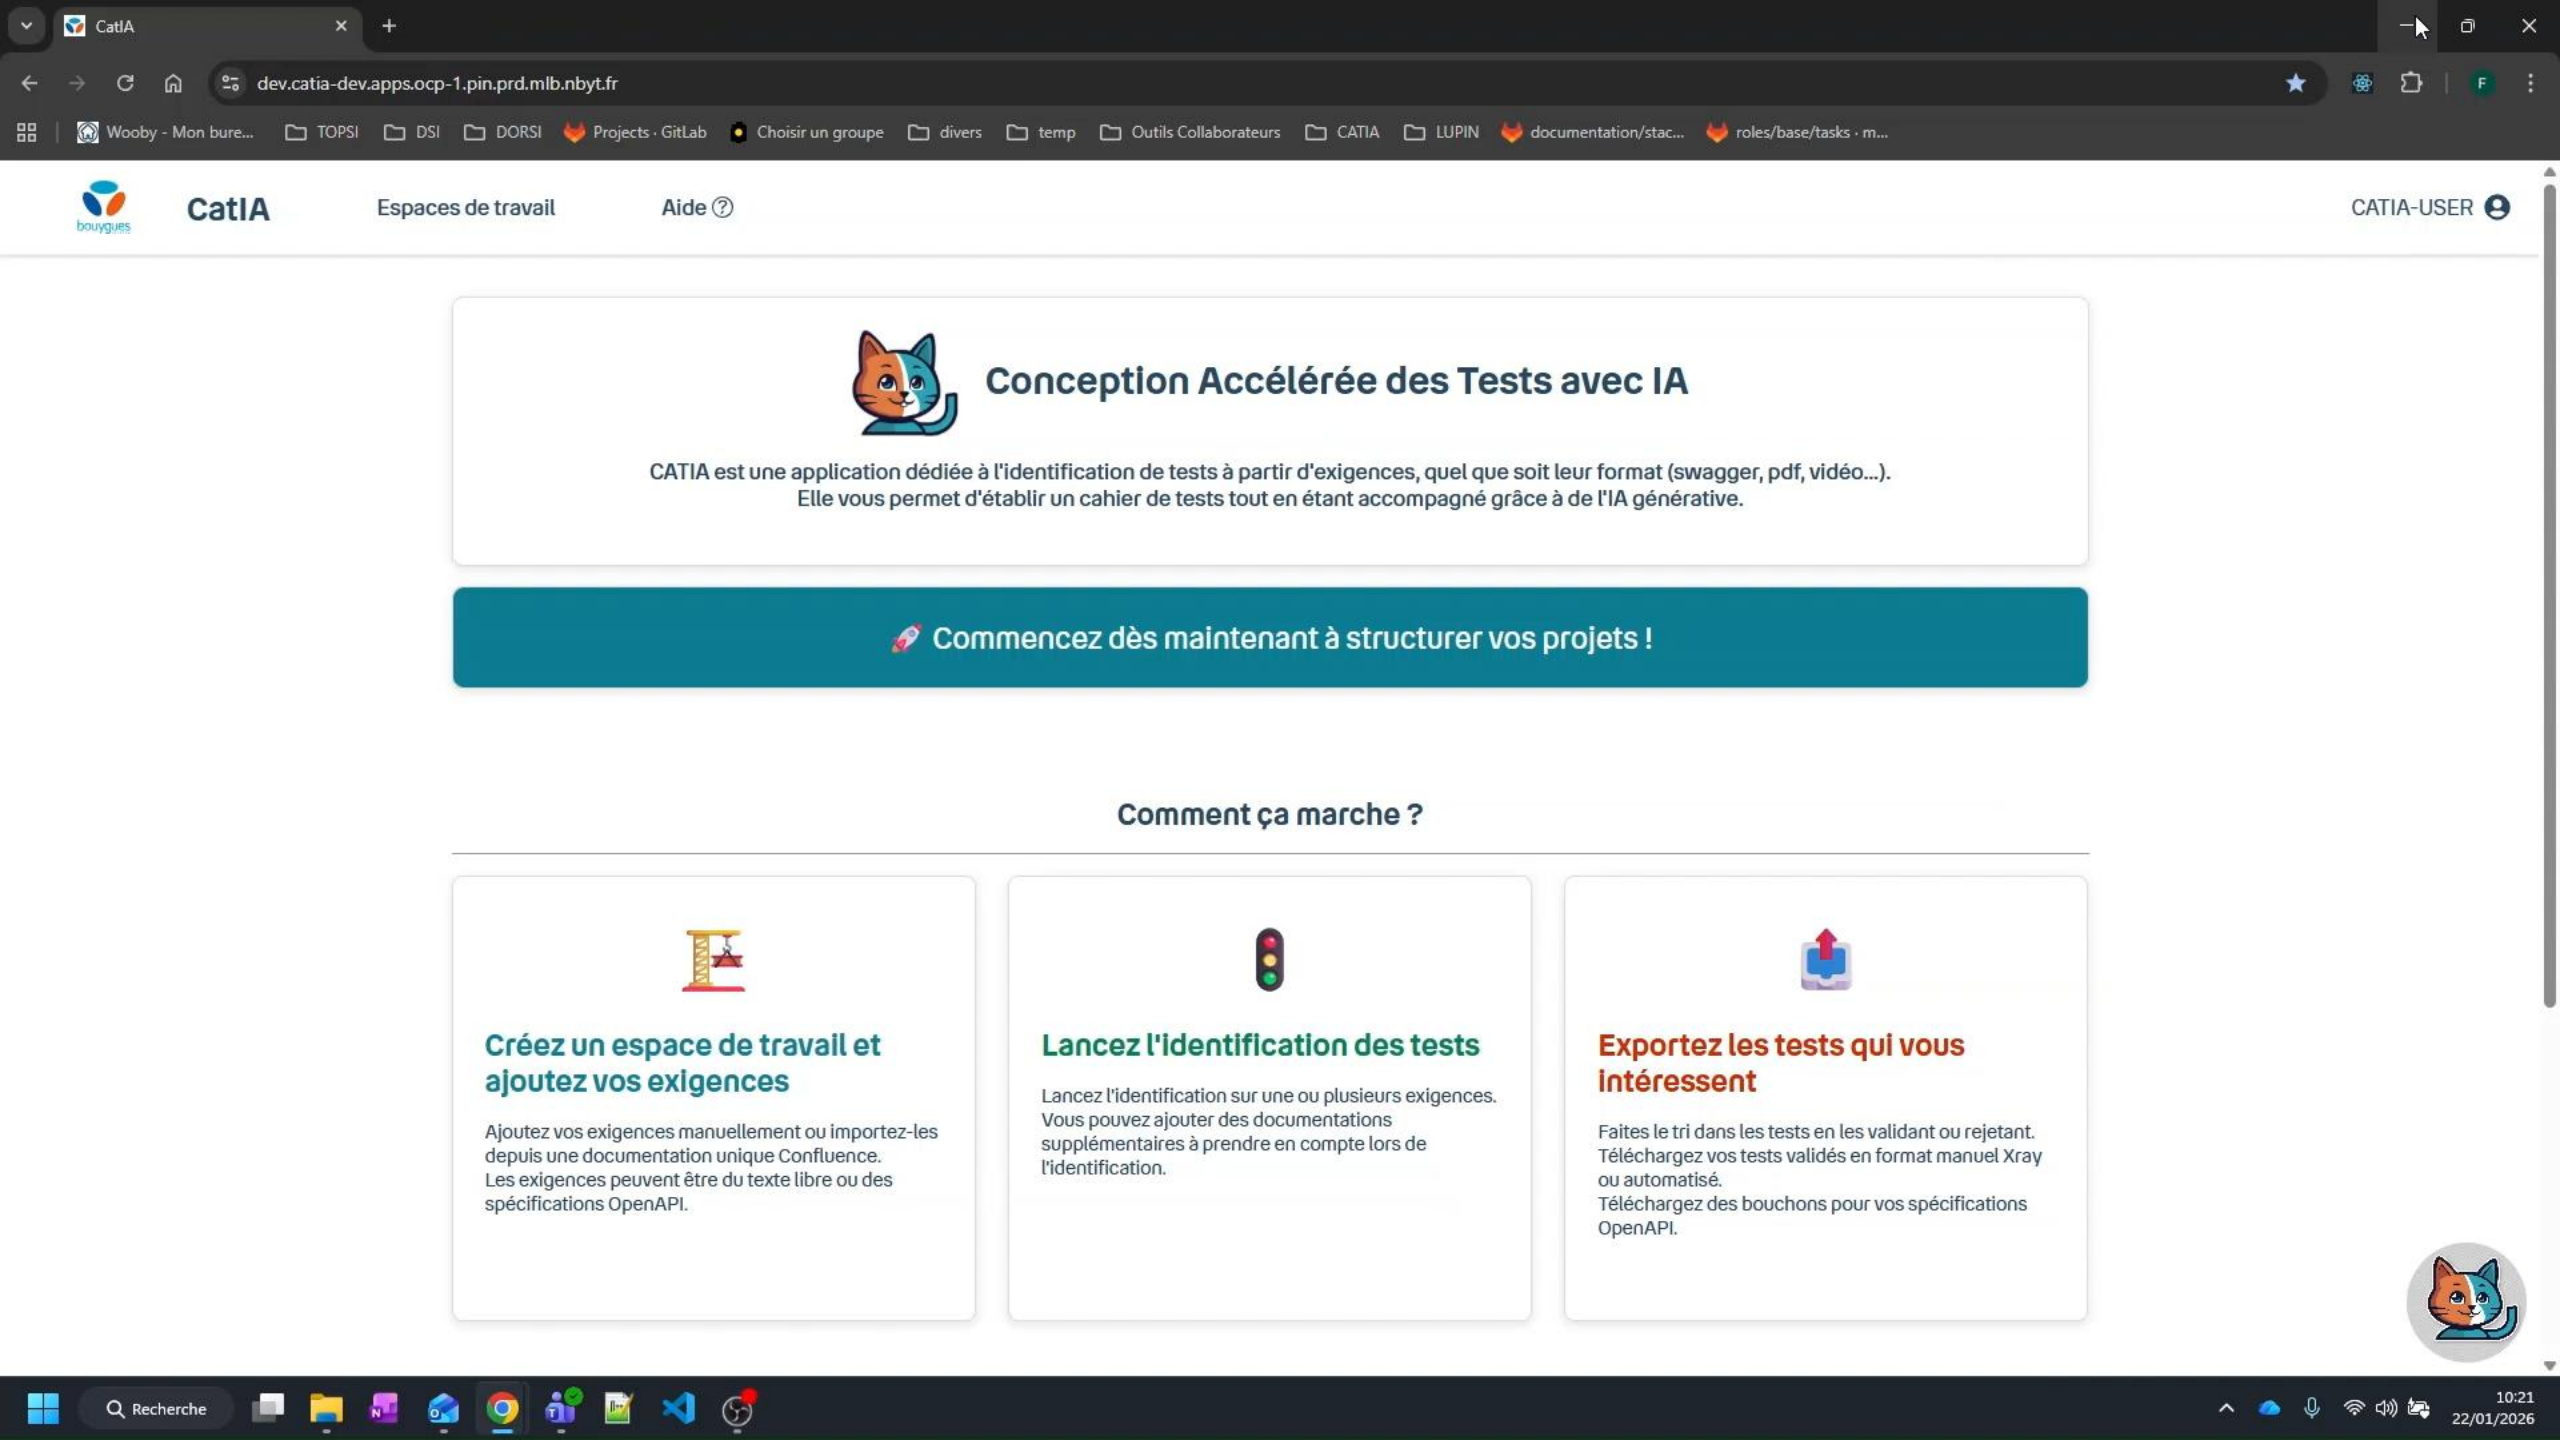 CatIA
dev.catia-dev.apps.ocp-1.pin.prd.mlb.nbyt.fr
F
Wooby - Mon bure...
TOPSI
DSI
DORSI
Projects · GitLab
Choisir un groupe
divers
temp
Outils Collaborateurs
CATIA
LUPIN
documentation/stac...
roles/base/tasks · m...
bouygues
CatIA
Espaces de travail
Aide ?
CATIA-USER
Conception Accélérée des Tests avec IA
CATIA est une application dédiée à l'identification de tests à partir d'exigences, quel que soit leur format (swagger, pdf, vidéo...).
Elle vous permet d'établir un cahier de tests tout en étant accompagné grâce à de l'IA générative.
🚀 Commencez dès maintenant à structurer vos projets !
Comment ça marche ?
Créez un espace de travail et
ajoutez vos exigences
Ajoutez vos exigences manuellement ou importez-les
depuis une documentation unique Confluence.
Les exigences peuvent être du texte libre ou des
spécifications OpenAPI.
Lancez l'identification des tests
Lancez l'identification sur une ou plusieurs exigences.
Vous pouvez ajouter des documentations
supplémentaires à prendre en compte lors de
l'identification.
Exportez les tests qui vous
intéressent
Faites le tri dans les tests en les validant ou rejetant.
Téléchargez vos tests validés en format manuel Xray
ou automatisé.
Téléchargez des bouchons pour vos spécifications
OpenAPI.
Recherche
10:21
22/01/2026